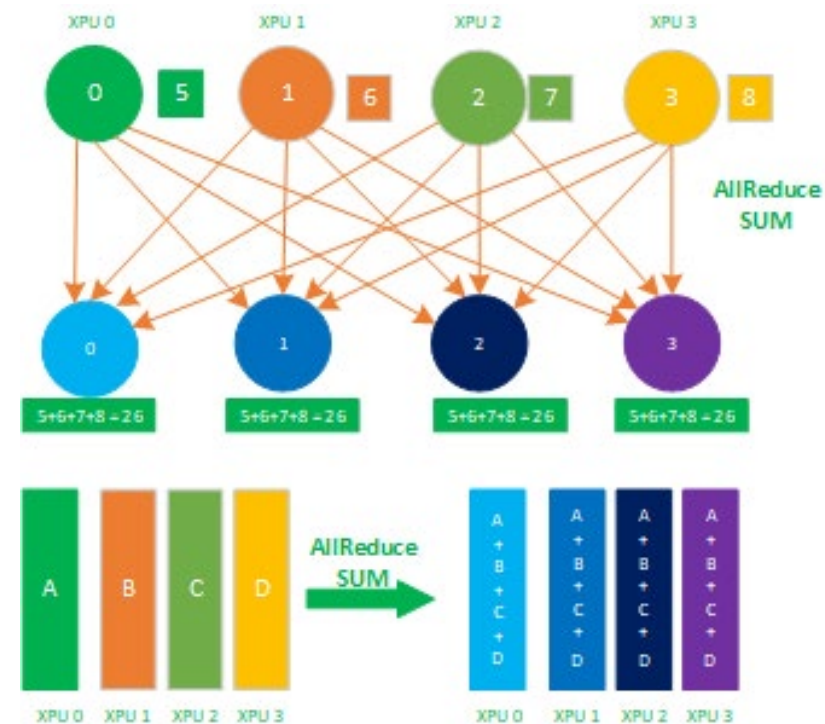 XPU 0 XPU 1 XPU 2 XPU 3
0 5 1 6 2 7 3 8
AllReduce
SUM
0 1 2 3
5+6+7+8=26 5+6+7+8=26 5+6+7+8=26 5+6+7+8=26
AllReduce
SUM
A B C D
A+B+C+D A+B+C+D A+B+C+D A+B+C+D
XPU 0 XPU 1 XPU 2 XPU 3 XPU 0 XPU 1 XPU 2 XPU 3